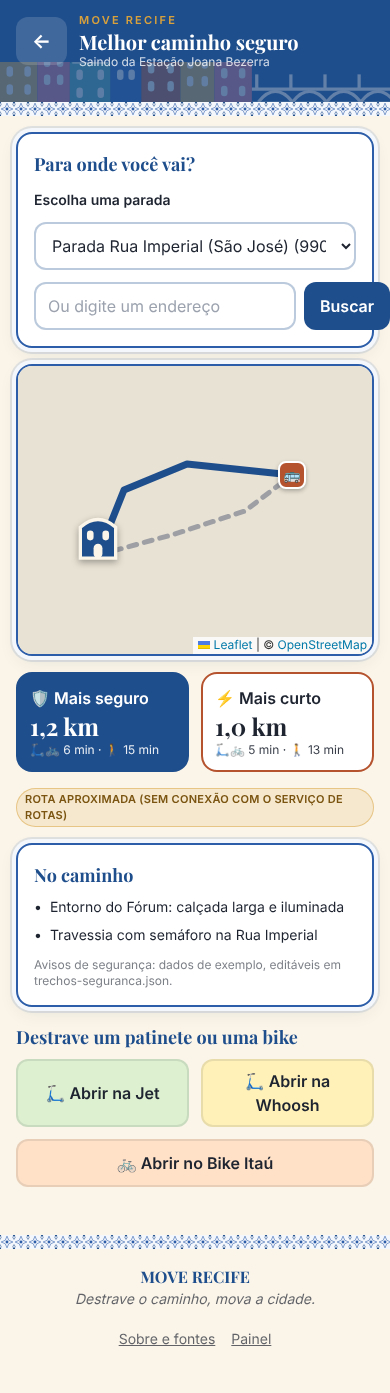 MOVE RECIFE
Melhor caminho seguro
Saindo da Estação Joana Bezerra
Para onde você vai?
Escolha uma parada
Parada Rua Imperial (São José) (990
Ou digite um endereço
Buscar
Leaflet | © OpenStreetMap
🛡️ Mais seguro
1,2 km
🛴🚲 6 min · 🚶 15 min
⚡ Mais curto
1,0 km
🛴🚲 5 min · 🚶 13 min
ROTA APROXIMADA (SEM CONEXÃO COM O SERVIÇO DE
ROTAS)
No caminho
• Entorno do Fórum: calçada larga e iluminada
• Travessia com semáforo na Rua Imperial
Avisos de segurança: dados de exemplo, editáveis em
trechos-seguranca.json.
Destrave um patinete ou uma bike
🛴 Abrir na Jet
🛴 Abrir na
Whoosh
🚲 Abrir no Bike Itaú
MOVE RECIFE
Destrave o caminho, mova a cidade.
Sobre e fontes Painel